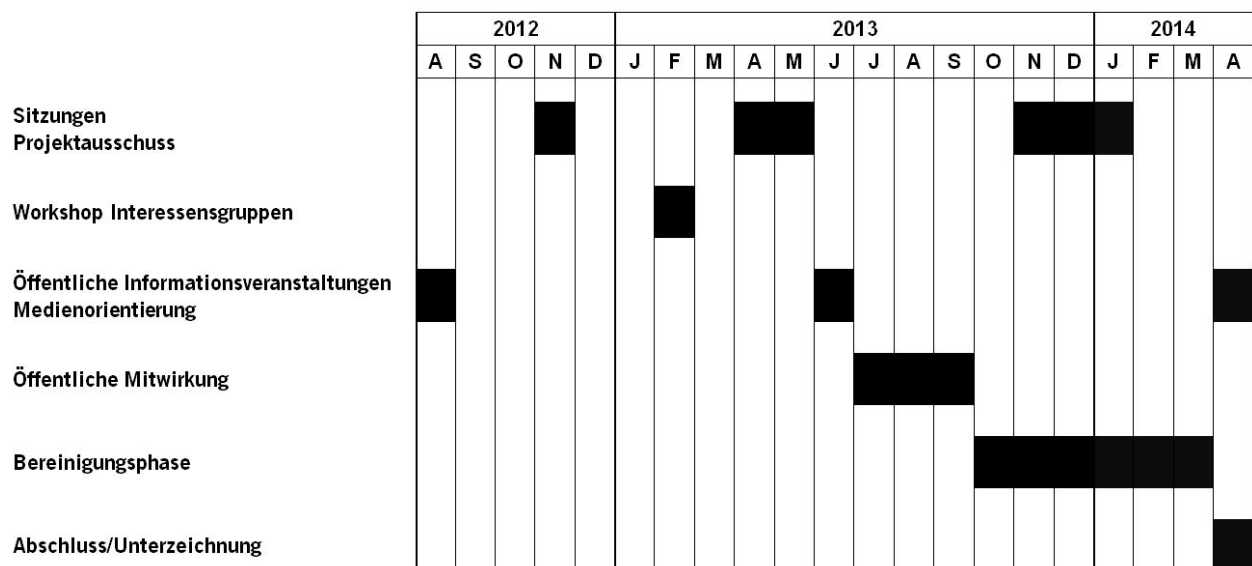 2012 2013 2014
A S O N D J F M A M J J A S O N D J F M A
Sitzungen
Projektausschuss
Workshop Interessensgruppen
Öffentliche Informationsveranstaltungen
Medienorientierung
Öffentliche Mitwirkung
Bereinigungsphase
Abschluss/Unterzeichnung